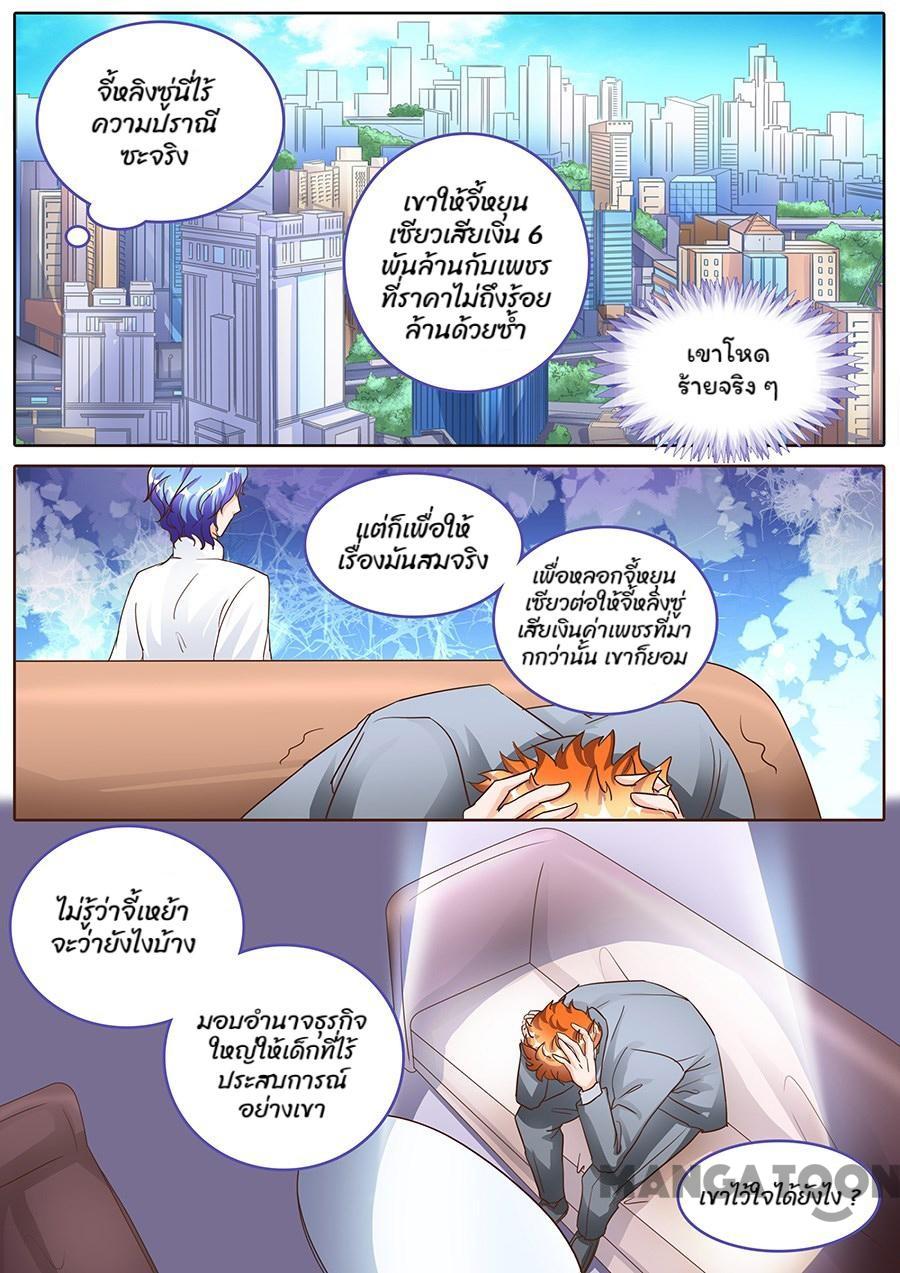 จี้หลิงซู่นี่ไร้
ความปราณี
ซะจริง
เขาให้จี้หยุน
เซียวเสียเงิน 6
พันล้านกับเพชร
ที่ราคาไม่ถึงร้อย
ล้านด้วยซ้ำ
เขาโหด
ร้ายจริง ๆ
แต่ก็เพื่อให้
เรื่องมันสมจริง
เพื่อหลอกจี้หยุน
เซียวต่อให้จี้หลิงซู่
เสียเงินค่าเพชรที่มา
กกว่านั้น เขาก็ยอม
ไม่รู้ว่าจี้เหย้า
จะว่ายังไงบ้าง
มอบอำนาจธุรกิจ
ใหญ่ให้เด็กที่ไร้
ประสบการณ์
อย่างเขา
MANGATOON
เขาไว้ใจได้ยังไง ?